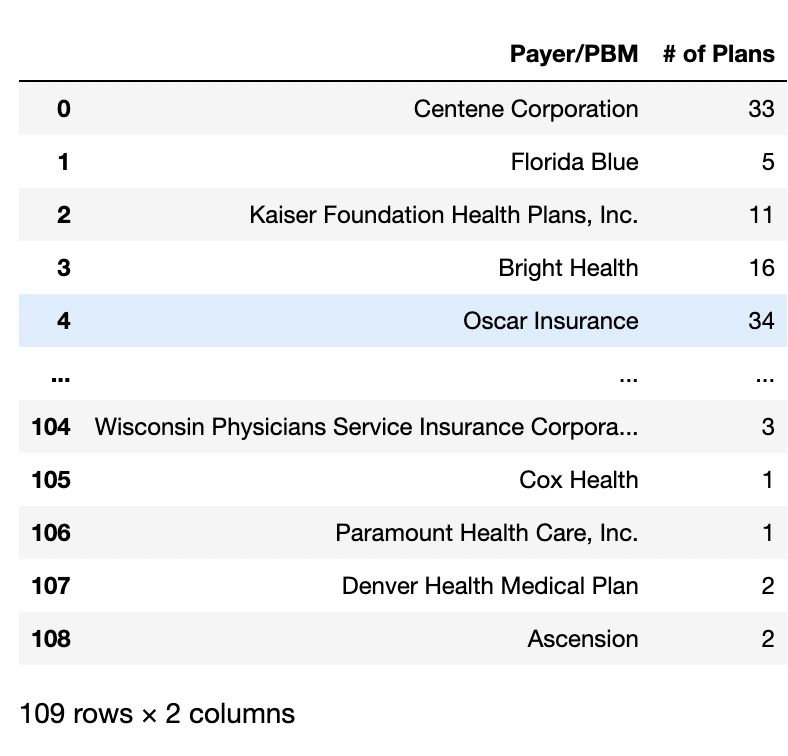 Payer/PBM # of Plans
0 Centene Corporation 33
1 Florida Blue 5
2 Kaiser Foundation Health Plans, Inc. 11
3 Bright Health 16
4 Oscar Insurance 34
... ... ...
104 Wisconsin Physicians Service Insurance Corpora... 3
105 Cox Health 1
106 Paramount Health Care, Inc. 1
107 Denver Health Medical Plan 2
108 Ascension 2
109 rows × 2 columns